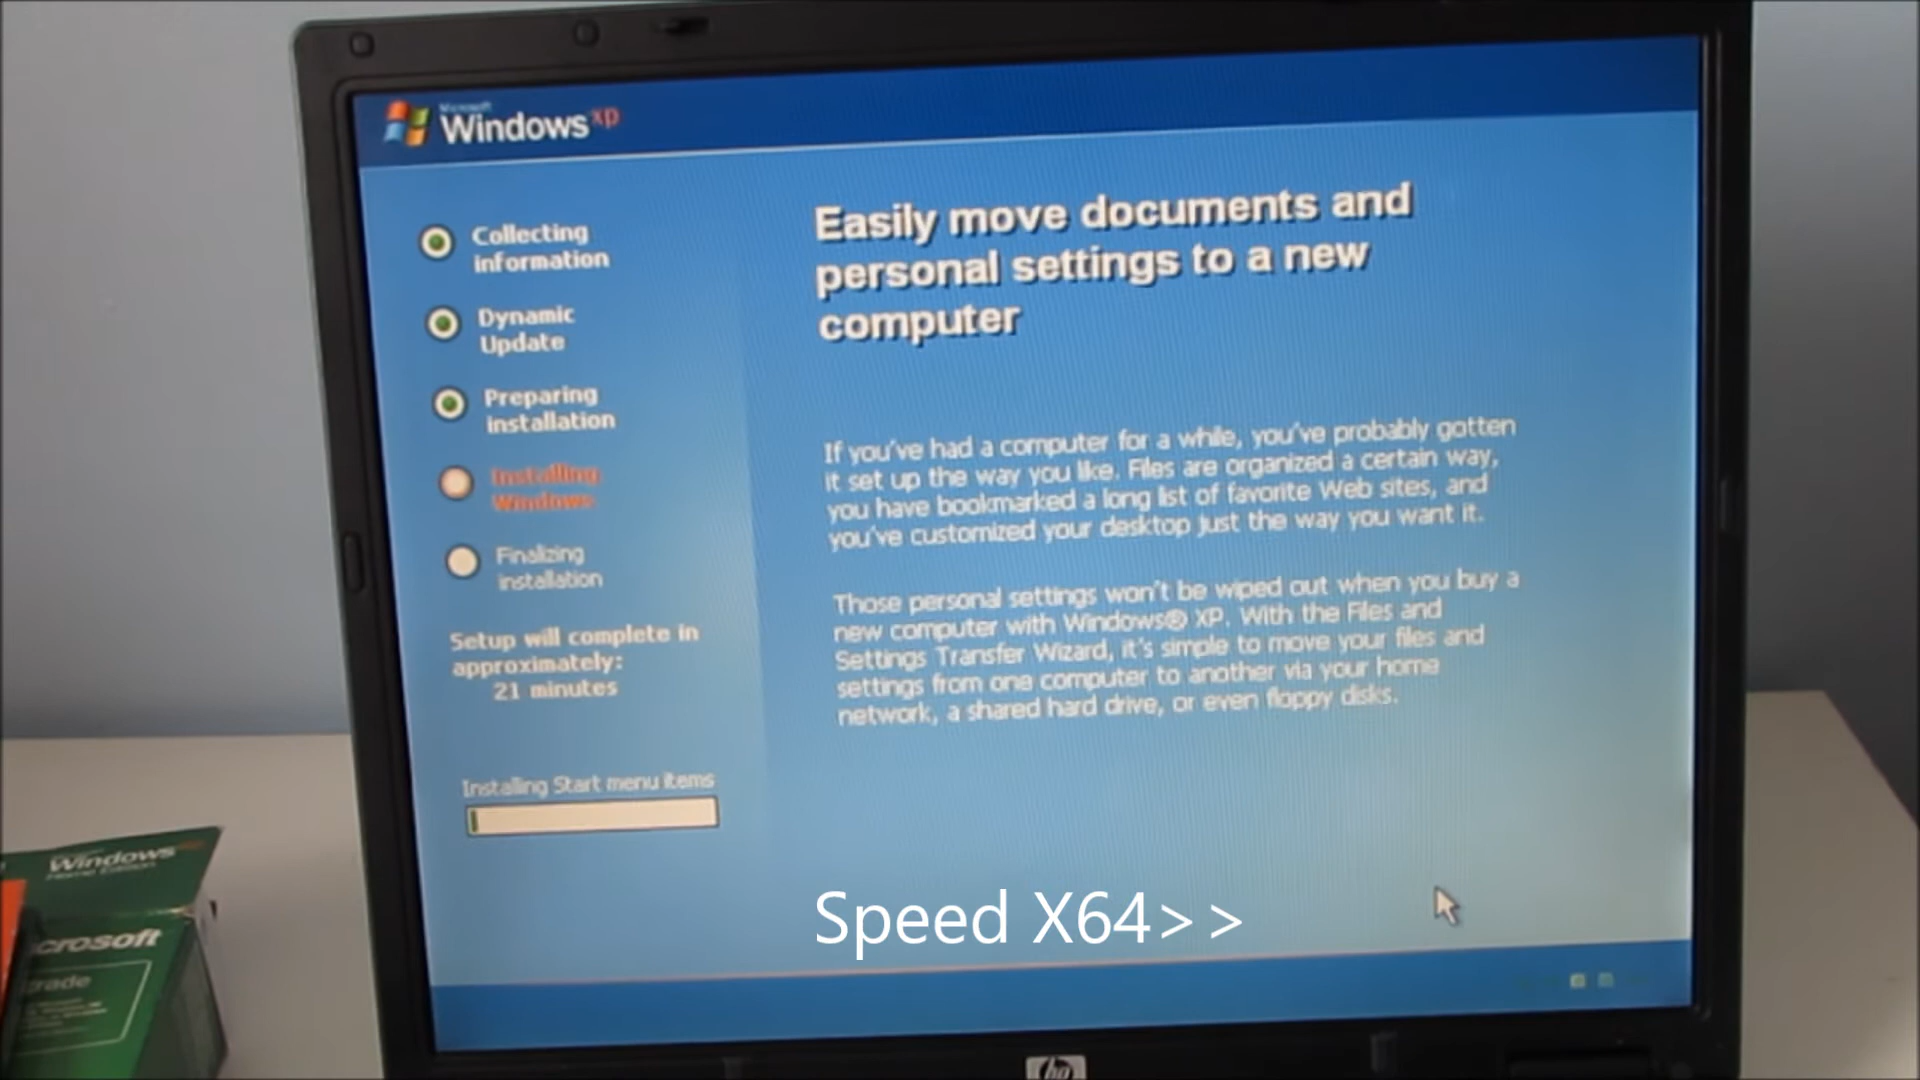 Microsoft
Windows xp
Collecting
information
Dynamic
Update
Preparing
installation
Installing
Windows
Finalizing
installation
Setup will complete in
approximately:
21 minutes
Installing Start menu items
Easily move documents and
personal settings to a new
computer
If you've had a computer for a while, you've probably gotten
it set up the way you like. Files are organized a certain way,
you have bookmarked a long list of favorite Web sites, and
you've customized your desktop just the way you want it.
Those personal settings won't be wiped out when you buy a
new computer with Windows® XP. With the Files and
Settings Transfer Wizard, it's simple to move your files and
settings from one computer to another via your home
network, a shared hard drive, or even floppy disks.
Speed X64>>
hp
Windows
Home Edition
crosoft
rade